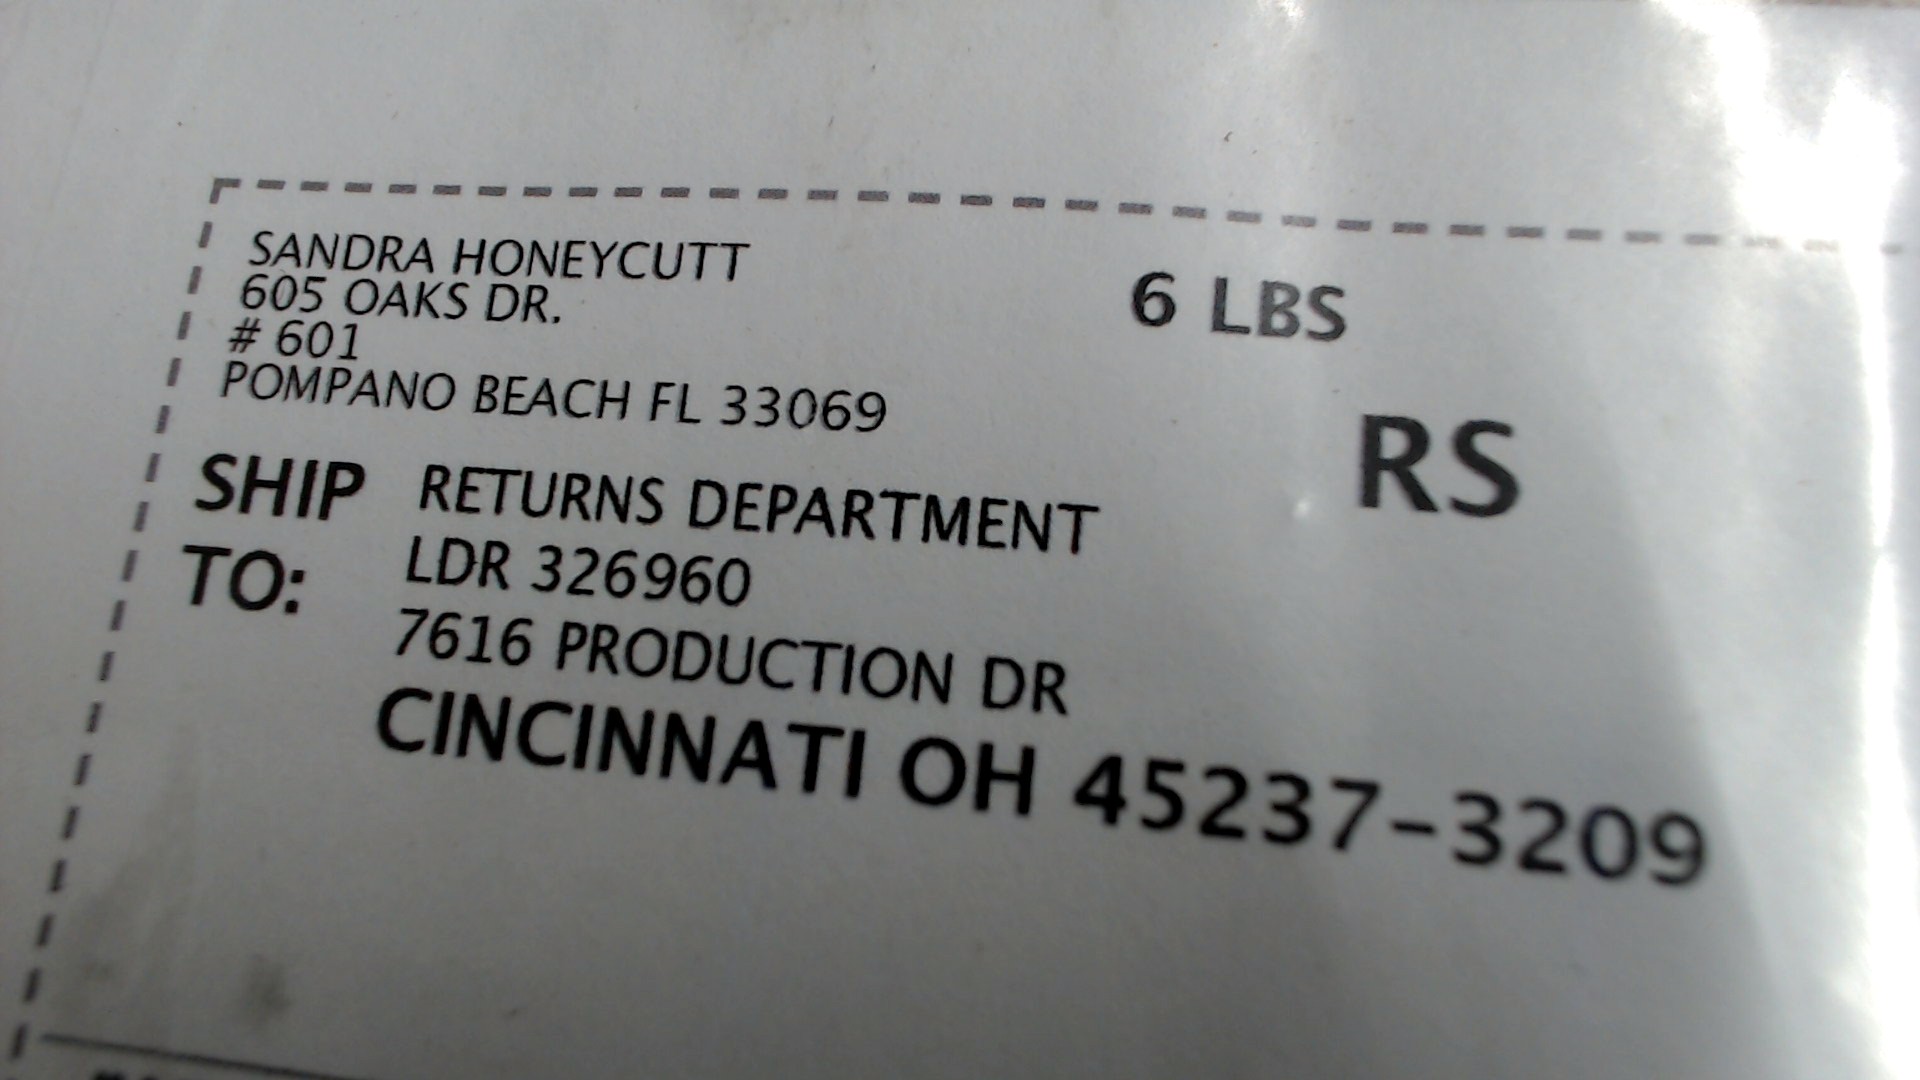 SANDRA HONEYCUTT
605 OAKS DR.
# 601
POMPANO BEACH FL 33069
6 LBS
RS
SHIP TO:
RETURNS DEPARTMENT
LDR 326960
7616 PRODUCTION DR
CINCINNATI OH 45237-3209